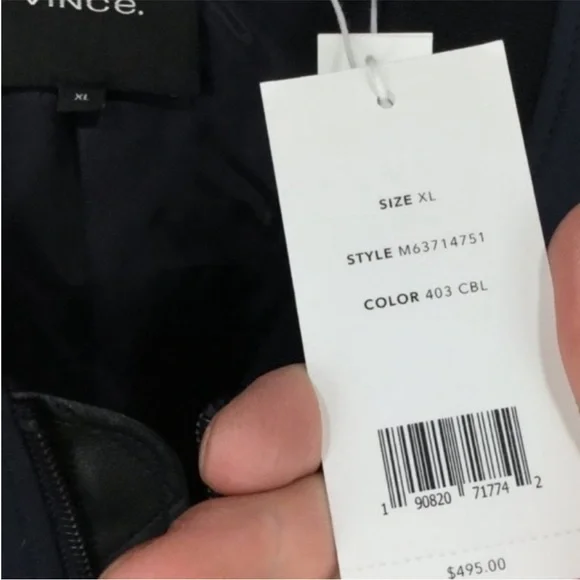 VINCE.
XL
SIZE XL
STYLE M63714751
COLOR 403 CBL
1 90820 71774 2
$495.00